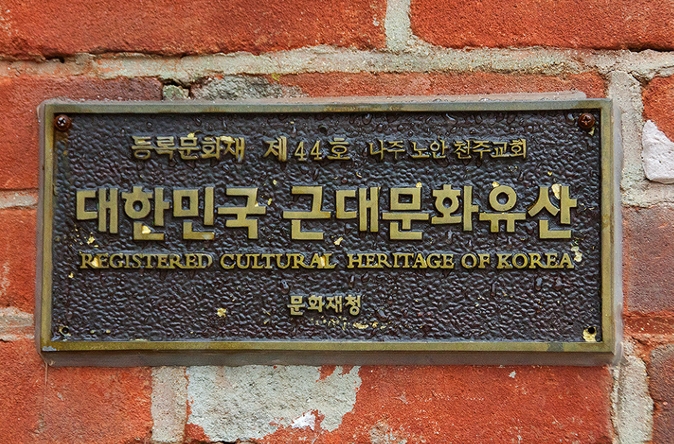 등록문화재 제44호 나주 노안 천주교회
대한민국 근대문화유산
REGISTERED CULTURAL HERITAGE OF KOREA
문화재청